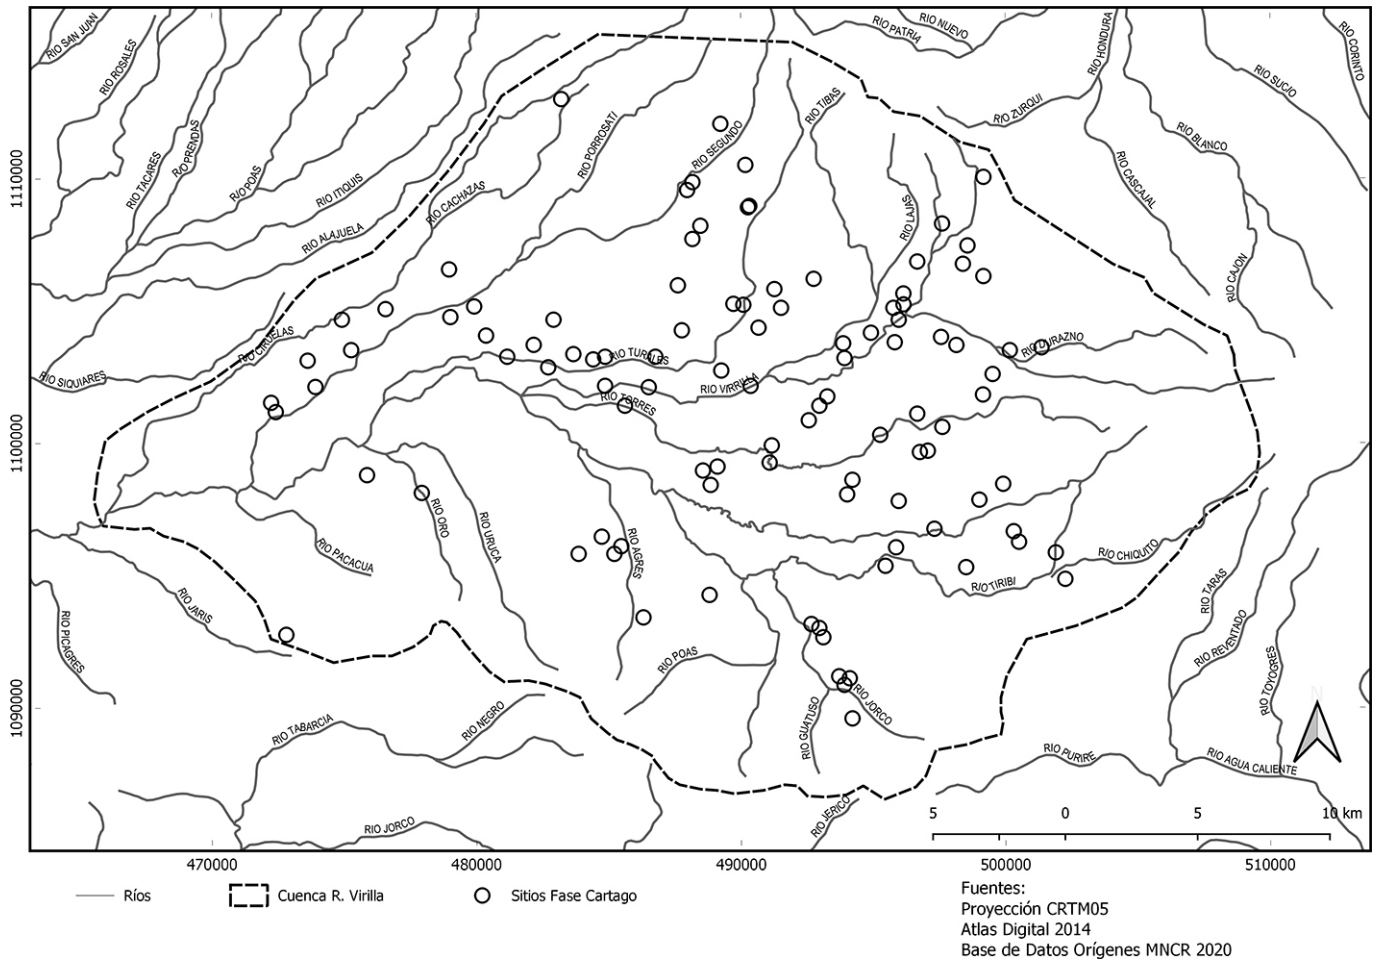 RIO SAN JUAN
RIO ROSALES
RIO TACARES
RIO PRENDAS
RIO POAS
RIO ITIQUIS
RIO ALAJUELA
RIO CACHAZAS
RIO PORROSATI
RIO SEGUNDO
RIO TIBAS
RIO PATRIA
RIO NUEVO
RIO ZURQUI
RIO HONDURA
RIO SUCIO
RIO CORINTO
RIO BLANCO
RIO CASCAJAL
RIO CAJON
RIO LAJAS
RIO CIRUELAS
RIO SIQUIARES
RIO TURALES
RIO VIRRILLA
RIO TORRES
RIO DURAZNO
RIO ORO
RIO URUCA
RIO AGRES
RIO PACACUA
RIO JARIS
RIO PICAGRES
RIO TIRIBI
RIO CHIQUITO
RIO TARAS
RIO REVENTADO
RIO TOYOGRES
RIO POAS
RIO GUATUSO
RIO JORCO
RIO TABARCIA
RIO NEGRO
RIO JORCO
RIO JERICO
RIO PURIRE
RIO AGUA CALIENTE
N
1110000
1100000
1090000
5 0 5 10 km
470000 480000 490000 500000 510000
Ríos Cuenca R. Virilla Sitios Fase Cartago
Fuentes:
Proyección CRTM05
Atlas Digital 2014
Base de Datos Orígenes MNCR 2020